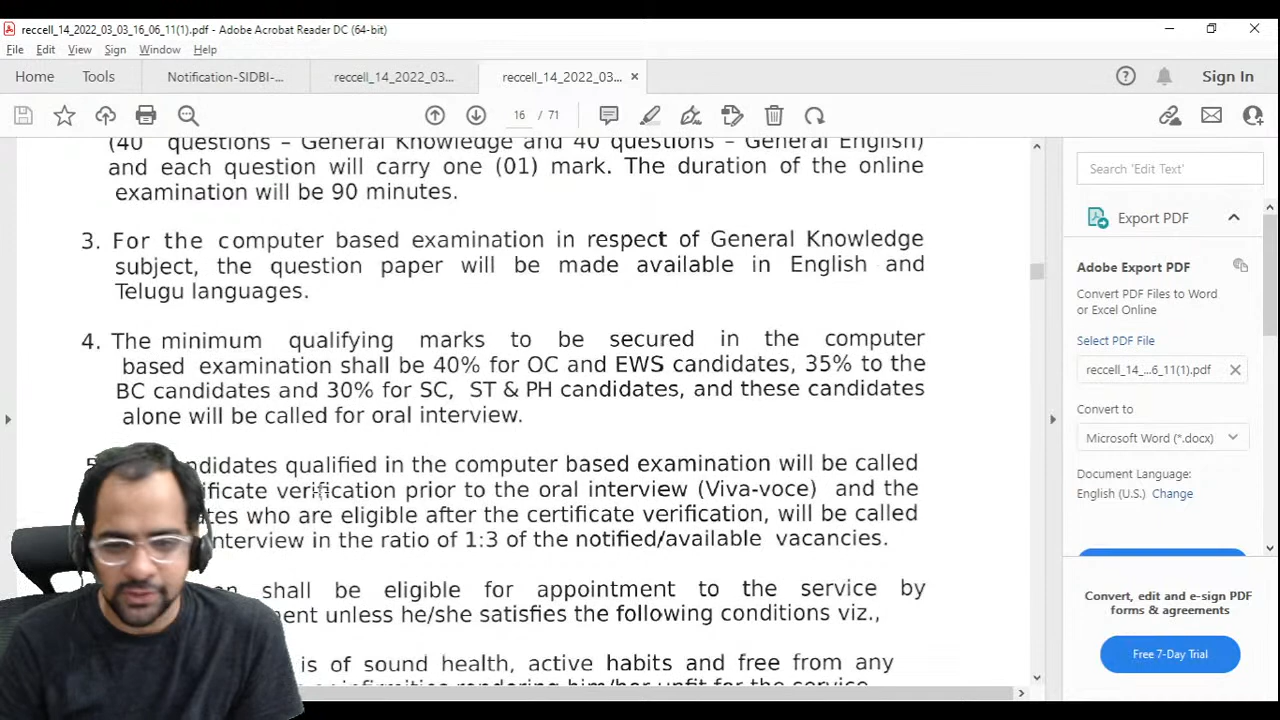 reccell_14_2022_03_03_16_06_11(1).pdf - Adobe Acrobat Reader DC (64-bit)
File Edit View Sign Window Help
Home Tools Notification-SIDBI-... reccell_14_2022_03... reccell_14_2022_03... × Sign In
16 / 71
(40 questions – General Knowledge and 40 questions – General English)
and each question will carry one (01) mark. The duration of the online
examination will be 90 minutes.
3. For the computer based examination in respect of General Knowledge
subject, the question paper will be made available in English and
Telugu languages.
4. The minimum qualifying marks to be secured in the computer
based examination shall be 40% for OC and EWS candidates, 35% to the
BC candidates and 30% for SC, ST & PH candidates, and these candidates
alone will be called for oral interview.
qualified in the computer based examination will be called
verification prior to the oral interview (Viva-voce) and the
who are eligible after the certificate verification, will be called
interview in the ratio of 1:3 of the notified/available vacancies.
shall be eligible for appointment to the service by
unless he/she satisfies the following conditions viz.,
is of sound health, active habits and free from any
rendering him/her unfit for the service
Search 'Edit Text'
Export PDF
Adobe Export PDF
Convert PDF Files to Word
or Excel Online
Select PDF File
reccell_14_...6_11(1).pdf
Convert to
Microsoft Word (*.docx)
Document Language:
English (U.S.) Change
Convert, edit and e-sign PDF
forms & agreements
Free 7-Day Trial